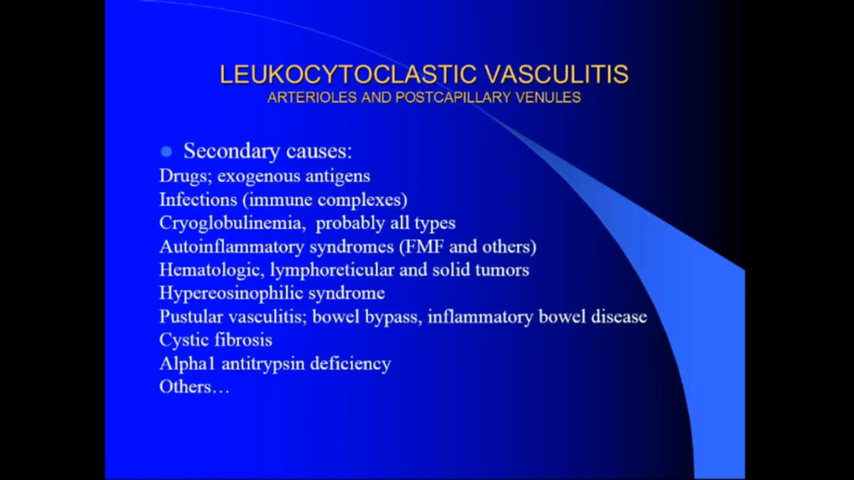 LEUKOCYTOCLASTIC VASCULITIS
ARTERIOLES AND POSTCAPILLARY VENULES
Secondary causes:
Drugs; exogenous antigens
Infections (immune complexes)
Cryoglobulinemia, probably all types
Autoinflammatory syndromes (FMF and others)
Hematologic, lymphoreticular and solid tumors
Hypereosinophilic syndrome
Pustular vasculitis; bowel bypass, inflammatory bowel disease
Cystic fibrosis
Alpha1 antitrypsin deficiency
Others…